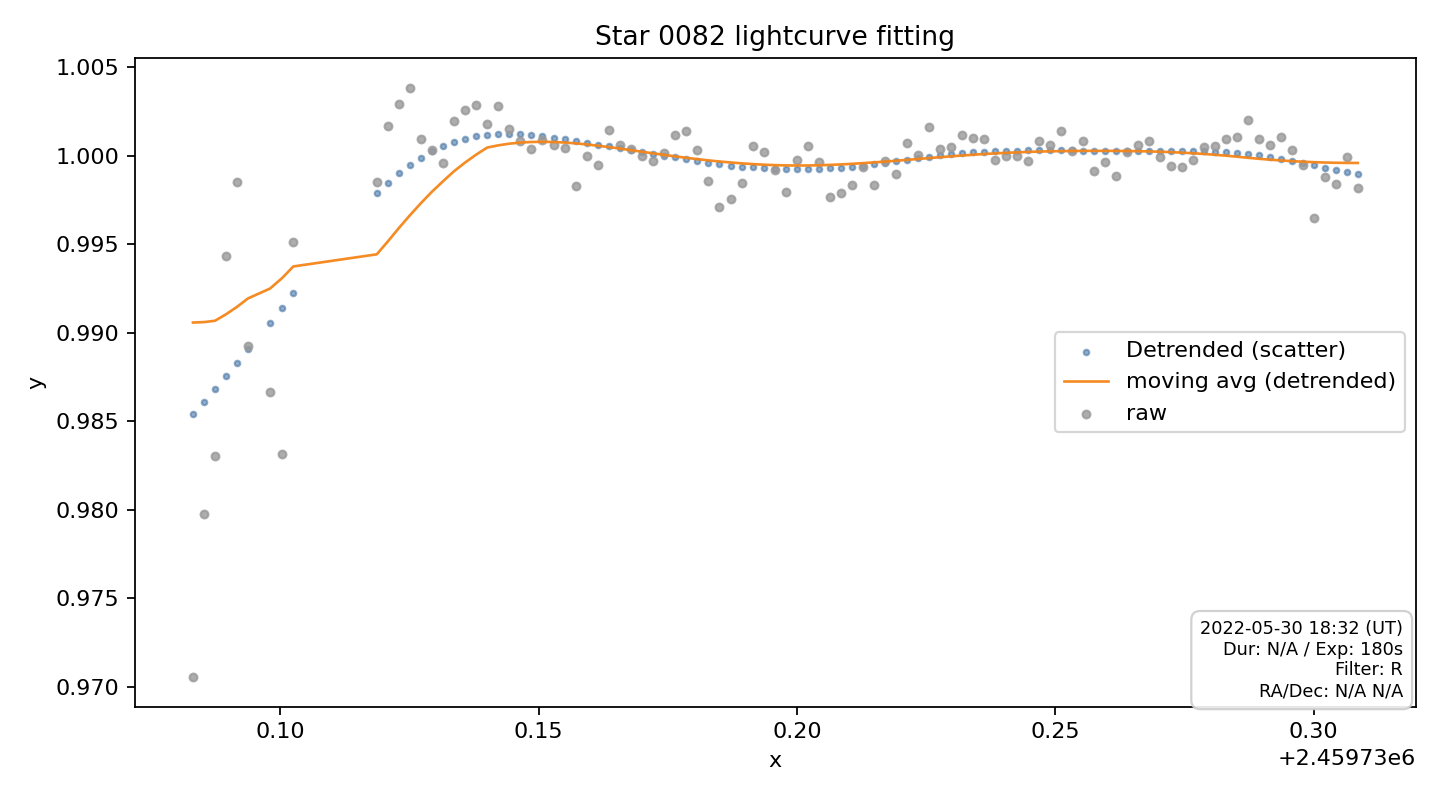 Star 0082 lightcurve fitting
1.005
1.000
0.995
0.990
0.985
0.980
0.975
0.970
y
Detrended (scatter)
moving avg (detrended)
raw
2022-05-30 18:32 (UT)
Dur: N/A / Exp: 180s
Filter: R
RA/Dec: N/A N/A
0.10 0.15 0.20 0.25 0.30
x
+2.45973e6